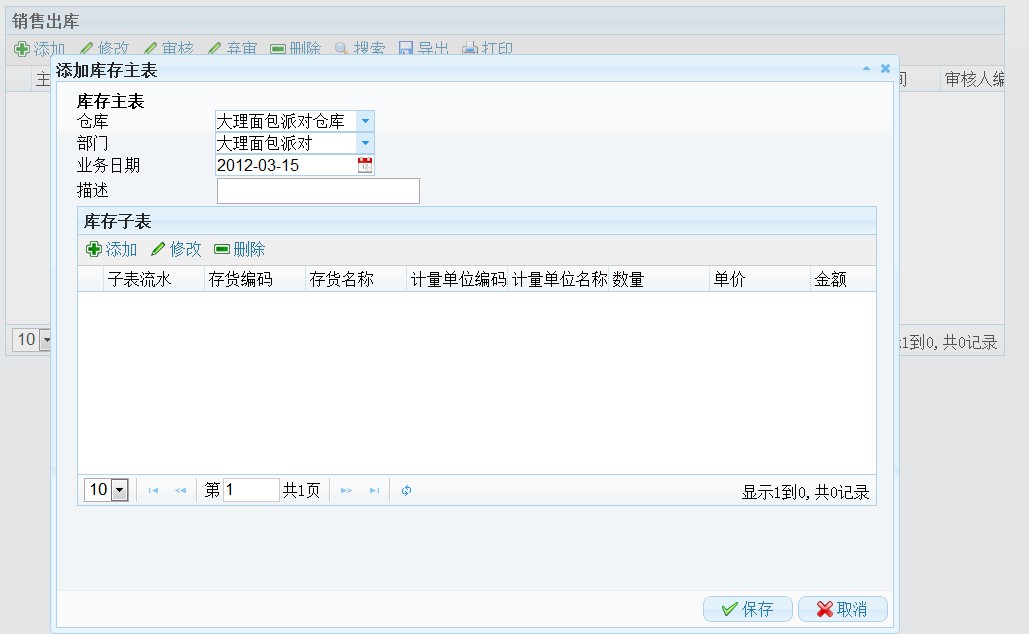 销售出库
添加 修改 审核 弃审 删除 搜索 导出 打印
添加库存主表
主
审核人编
库存主表
仓库 大理面包派对仓库
部门 大理面包派对
业务日期 2012-03-15
描述
库存子表
添加 修改 删除
子表流水 存货编码 存货名称 计量单位编码 计量单位名称 数量 单价 金额
10
1到0, 共0记录
10 第 1 共1页 显示1到0, 共0记录
保存 取消